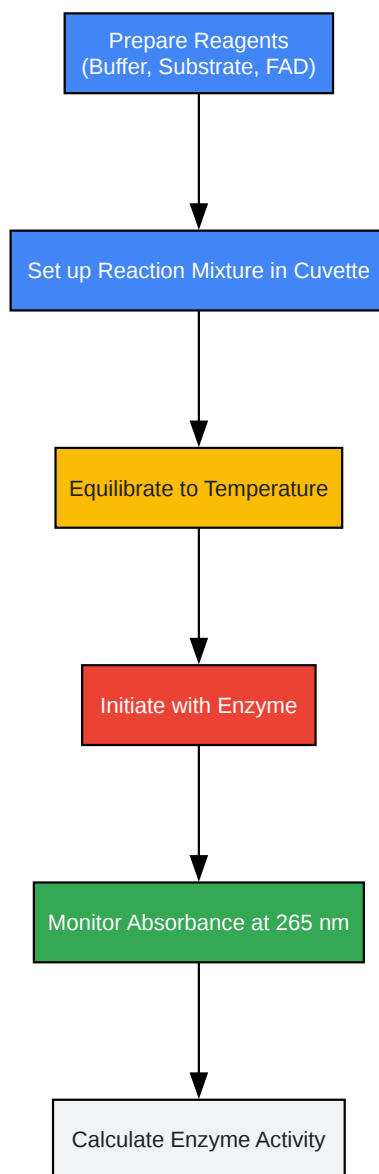 Prepare Reagents
(Buffer, Substrate, FAD)
Set up Reaction Mixture in Cuvette
Equilibrate to Temperature
Initiate with Enzyme
Monitor Absorbance at 265 nm
Calculate Enzyme Activity